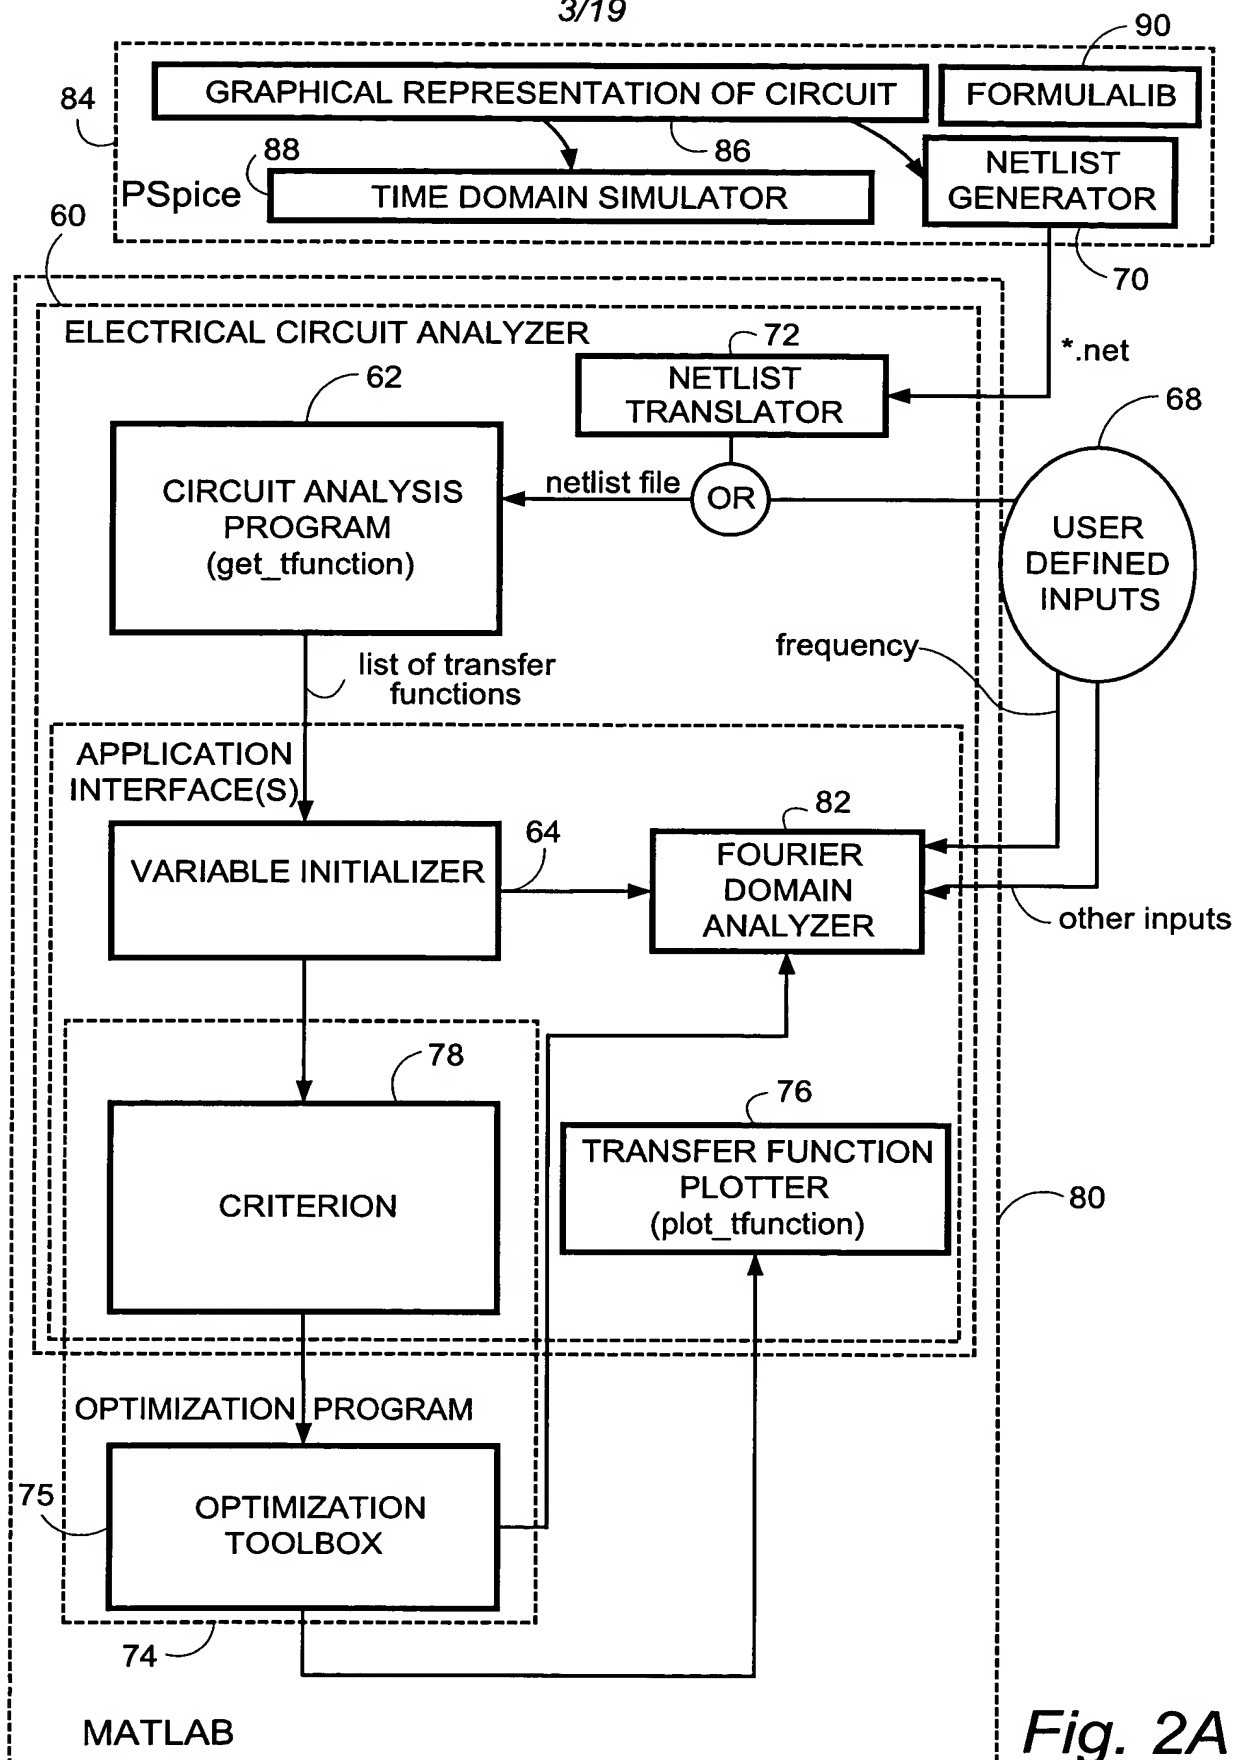 3/19
90
84
GRAPHICAL REPRESENTATION OF CIRCUIT
FORMULALIB
88
86
NETLIST
GENERATOR
PSpice
TIME DOMAIN SIMULATOR
60
70
ELECTRICAL CIRCUIT ANALYZER
72
*.net
62
NETLIST
TRANSLATOR
68
CIRCUIT ANALYSIS
PROGRAM
(get_tfunction)
netlist file
OR
USER
DEFINED
INPUTS
frequency
list of transfer
functions
APPLICATION
INTERFACE(S)
82
VARIABLE INITIALIZER
64
FOURIER
DOMAIN
ANALYZER
other inputs
78
76
CRITERION
TRANSFER FUNCTION
PLOTTER
(plot_tfunction)
80
OPTIMIZATION PROGRAM
75
OPTIMIZATION
TOOLBOX
74
MATLAB
Fig. 2A